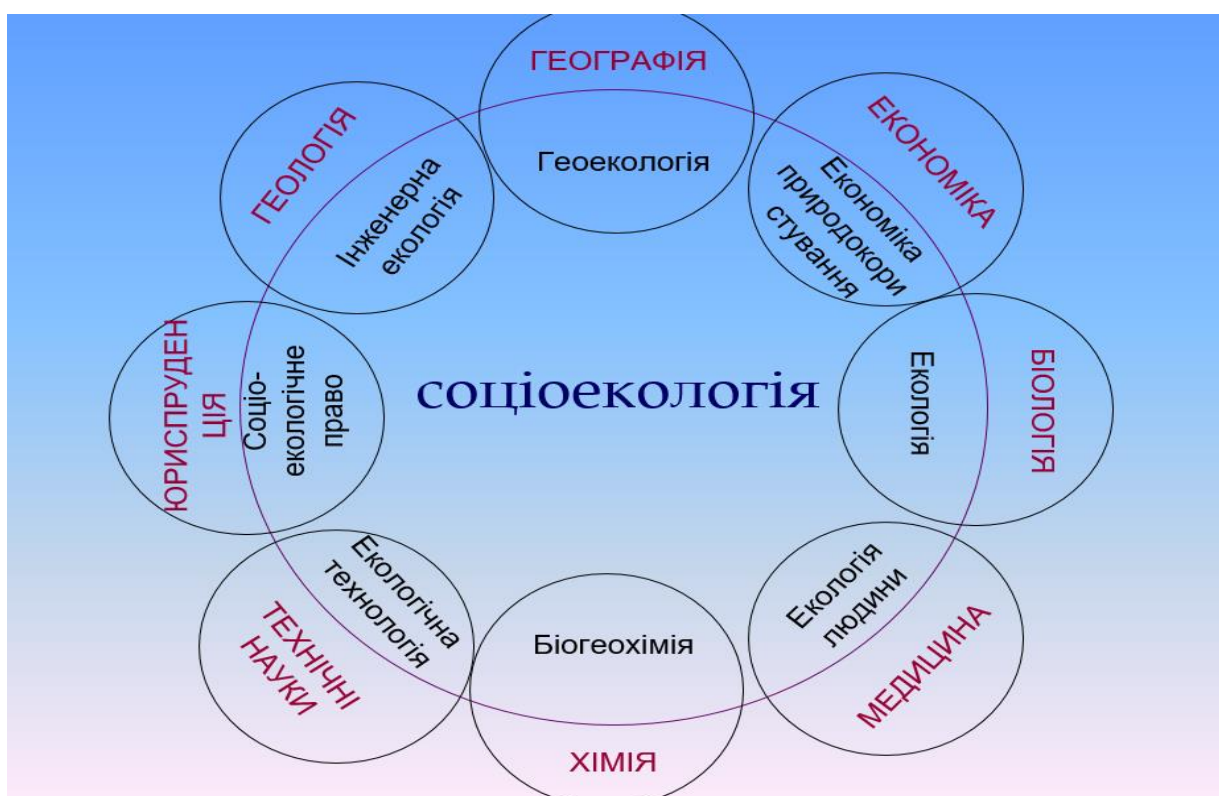 ГЕОГРАФІЯ
Геоекологія
ЕКОНОМІКА
Економіка
природокори
стування
БІОЛОГІЯ
Екологія
МЕДИЦИНА
Екологія
людини
ХІМІЯ
Біогеохімія
ТЕХНІЧНІ
НАУКИ
Екологічна
технологія
ЮРИСПРУДЕН
ЦІЯ
Соціо-
екологічне
право
ГЕОЛОГІЯ
Інженерна
екологія
соціоекологія